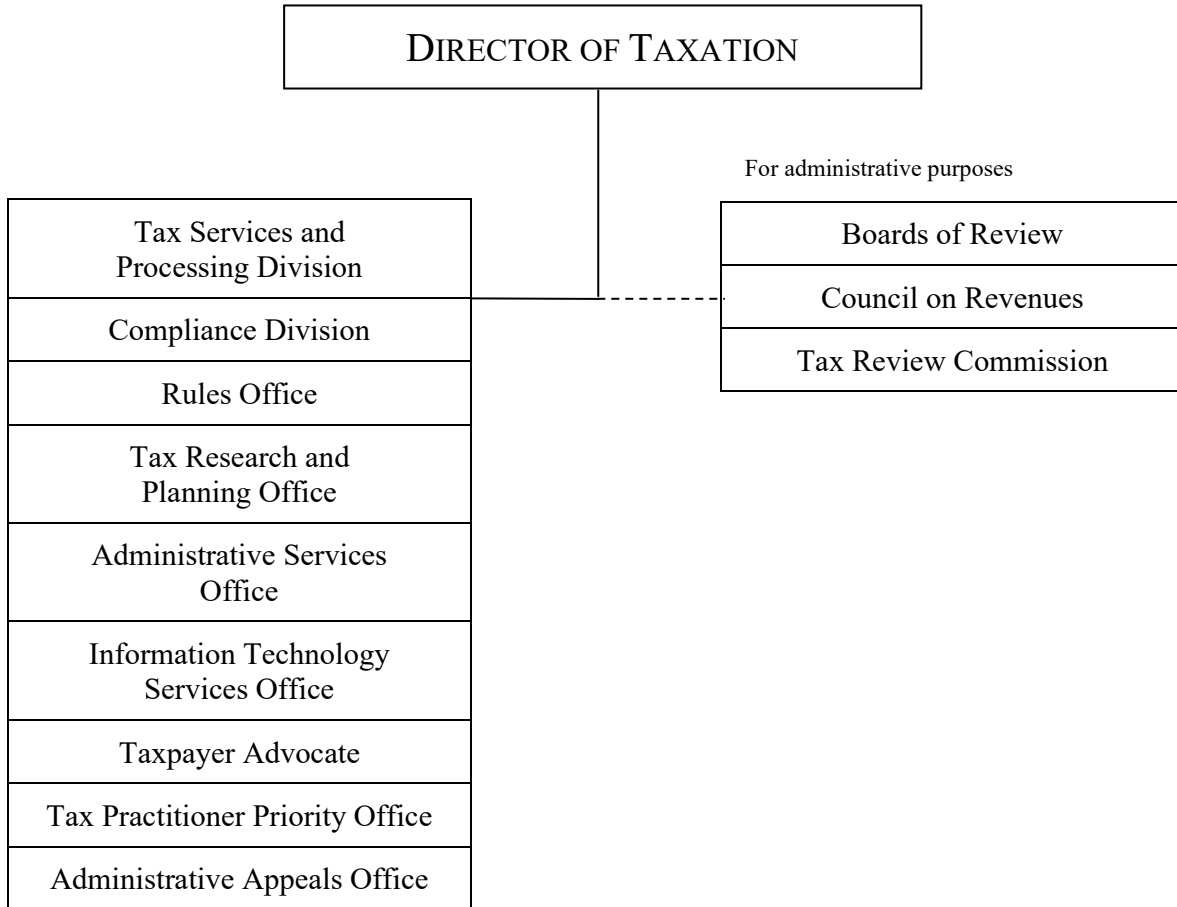 DIRECTOR OF TAXATION
For administrative purposes
Tax Services and
Processing Division
Compliance Division
Rules Office
Tax Research and
Planning Office
Administrative Services
Office
Information Technology
Services Office
Taxpayer Advocate
Tax Practitioner Priority Office
Administrative Appeals Office
Boards of Review
Council on Revenues
Tax Review Commission